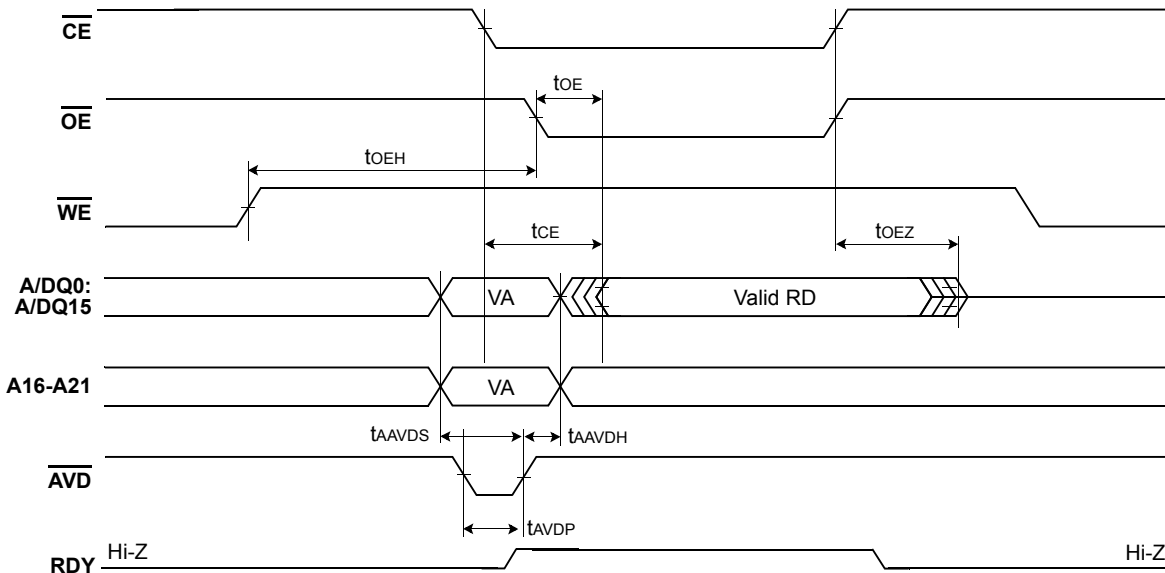 CE
tOE
OE
tOEH
WE
tCE
tOEZ
A/DQ0:
A/DQ15
VA
Valid RD
A16-A21
VA
tAAVDS
tAAVDH
AVD
tAVDP
Hi-Z
Hi-Z
RDY